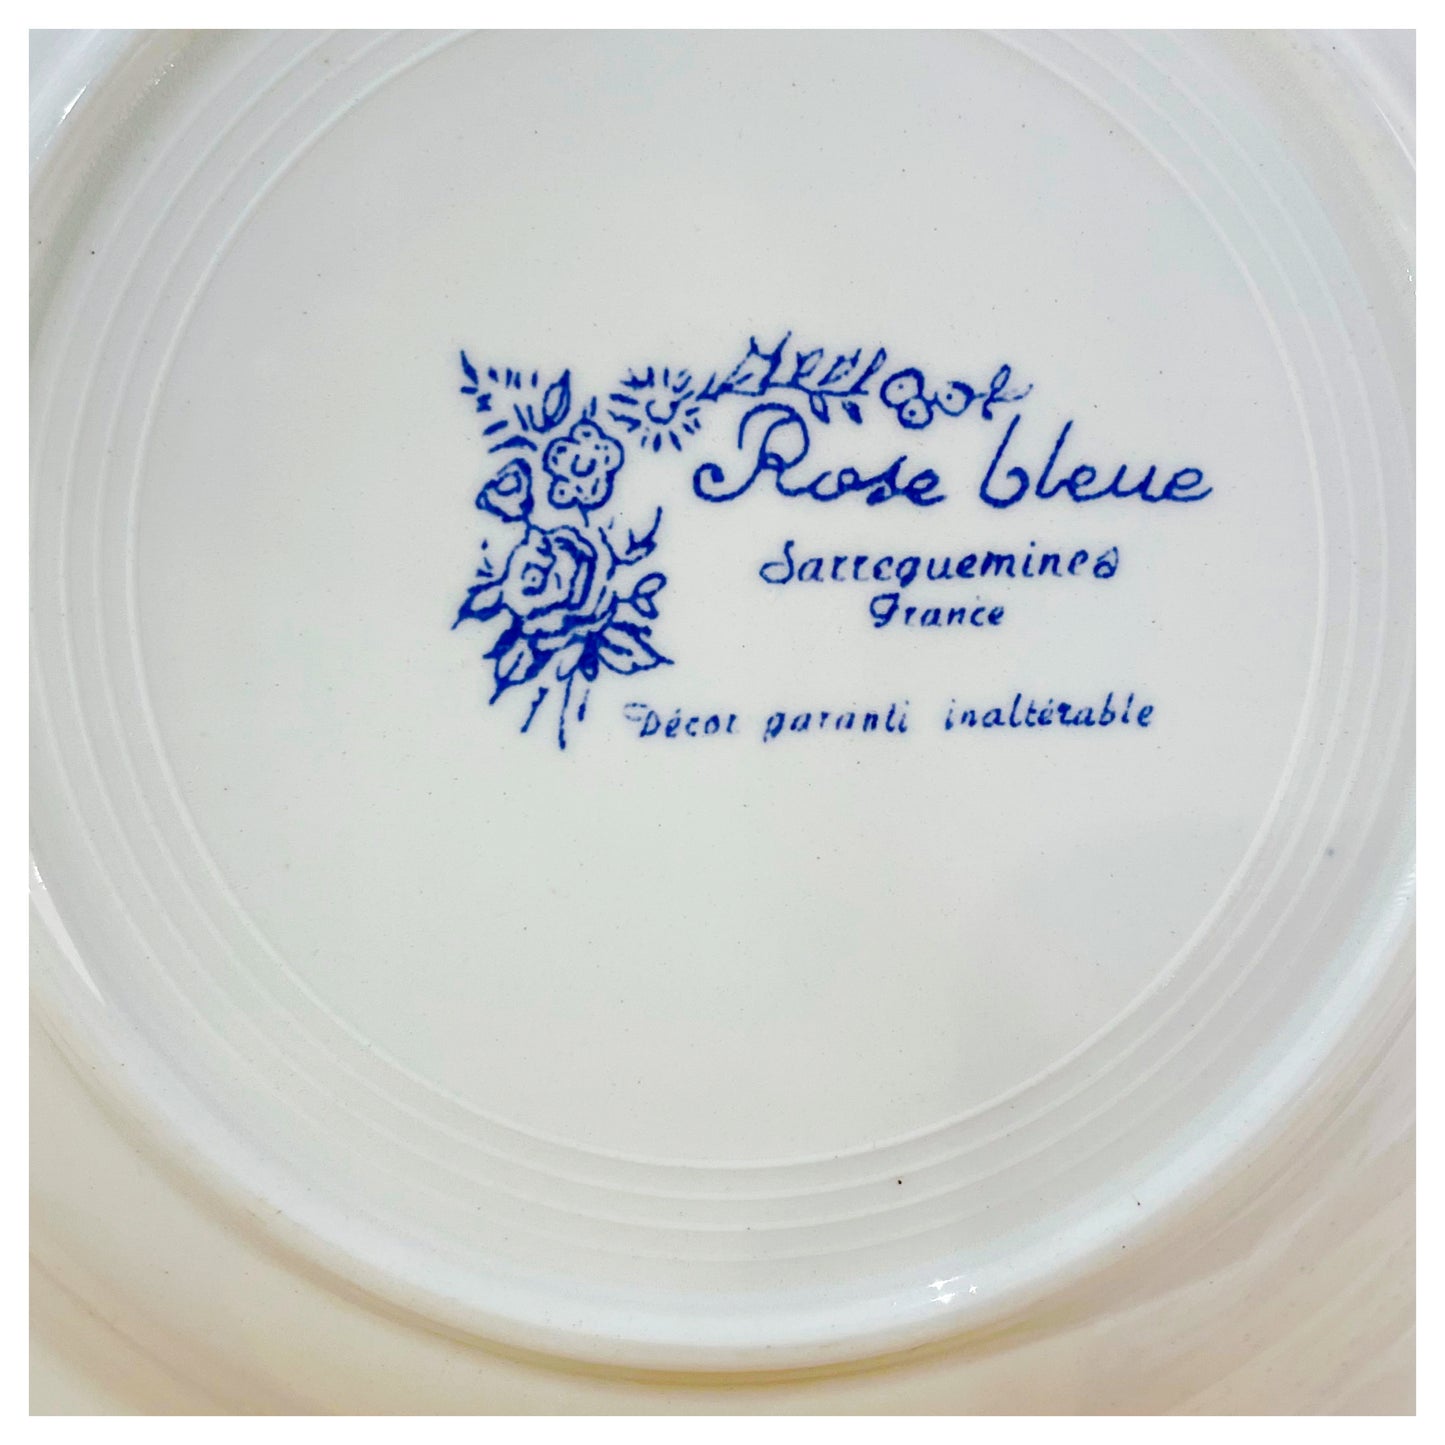 Rose bleue
Sarreguemines
France
Décor garanti inaltérable